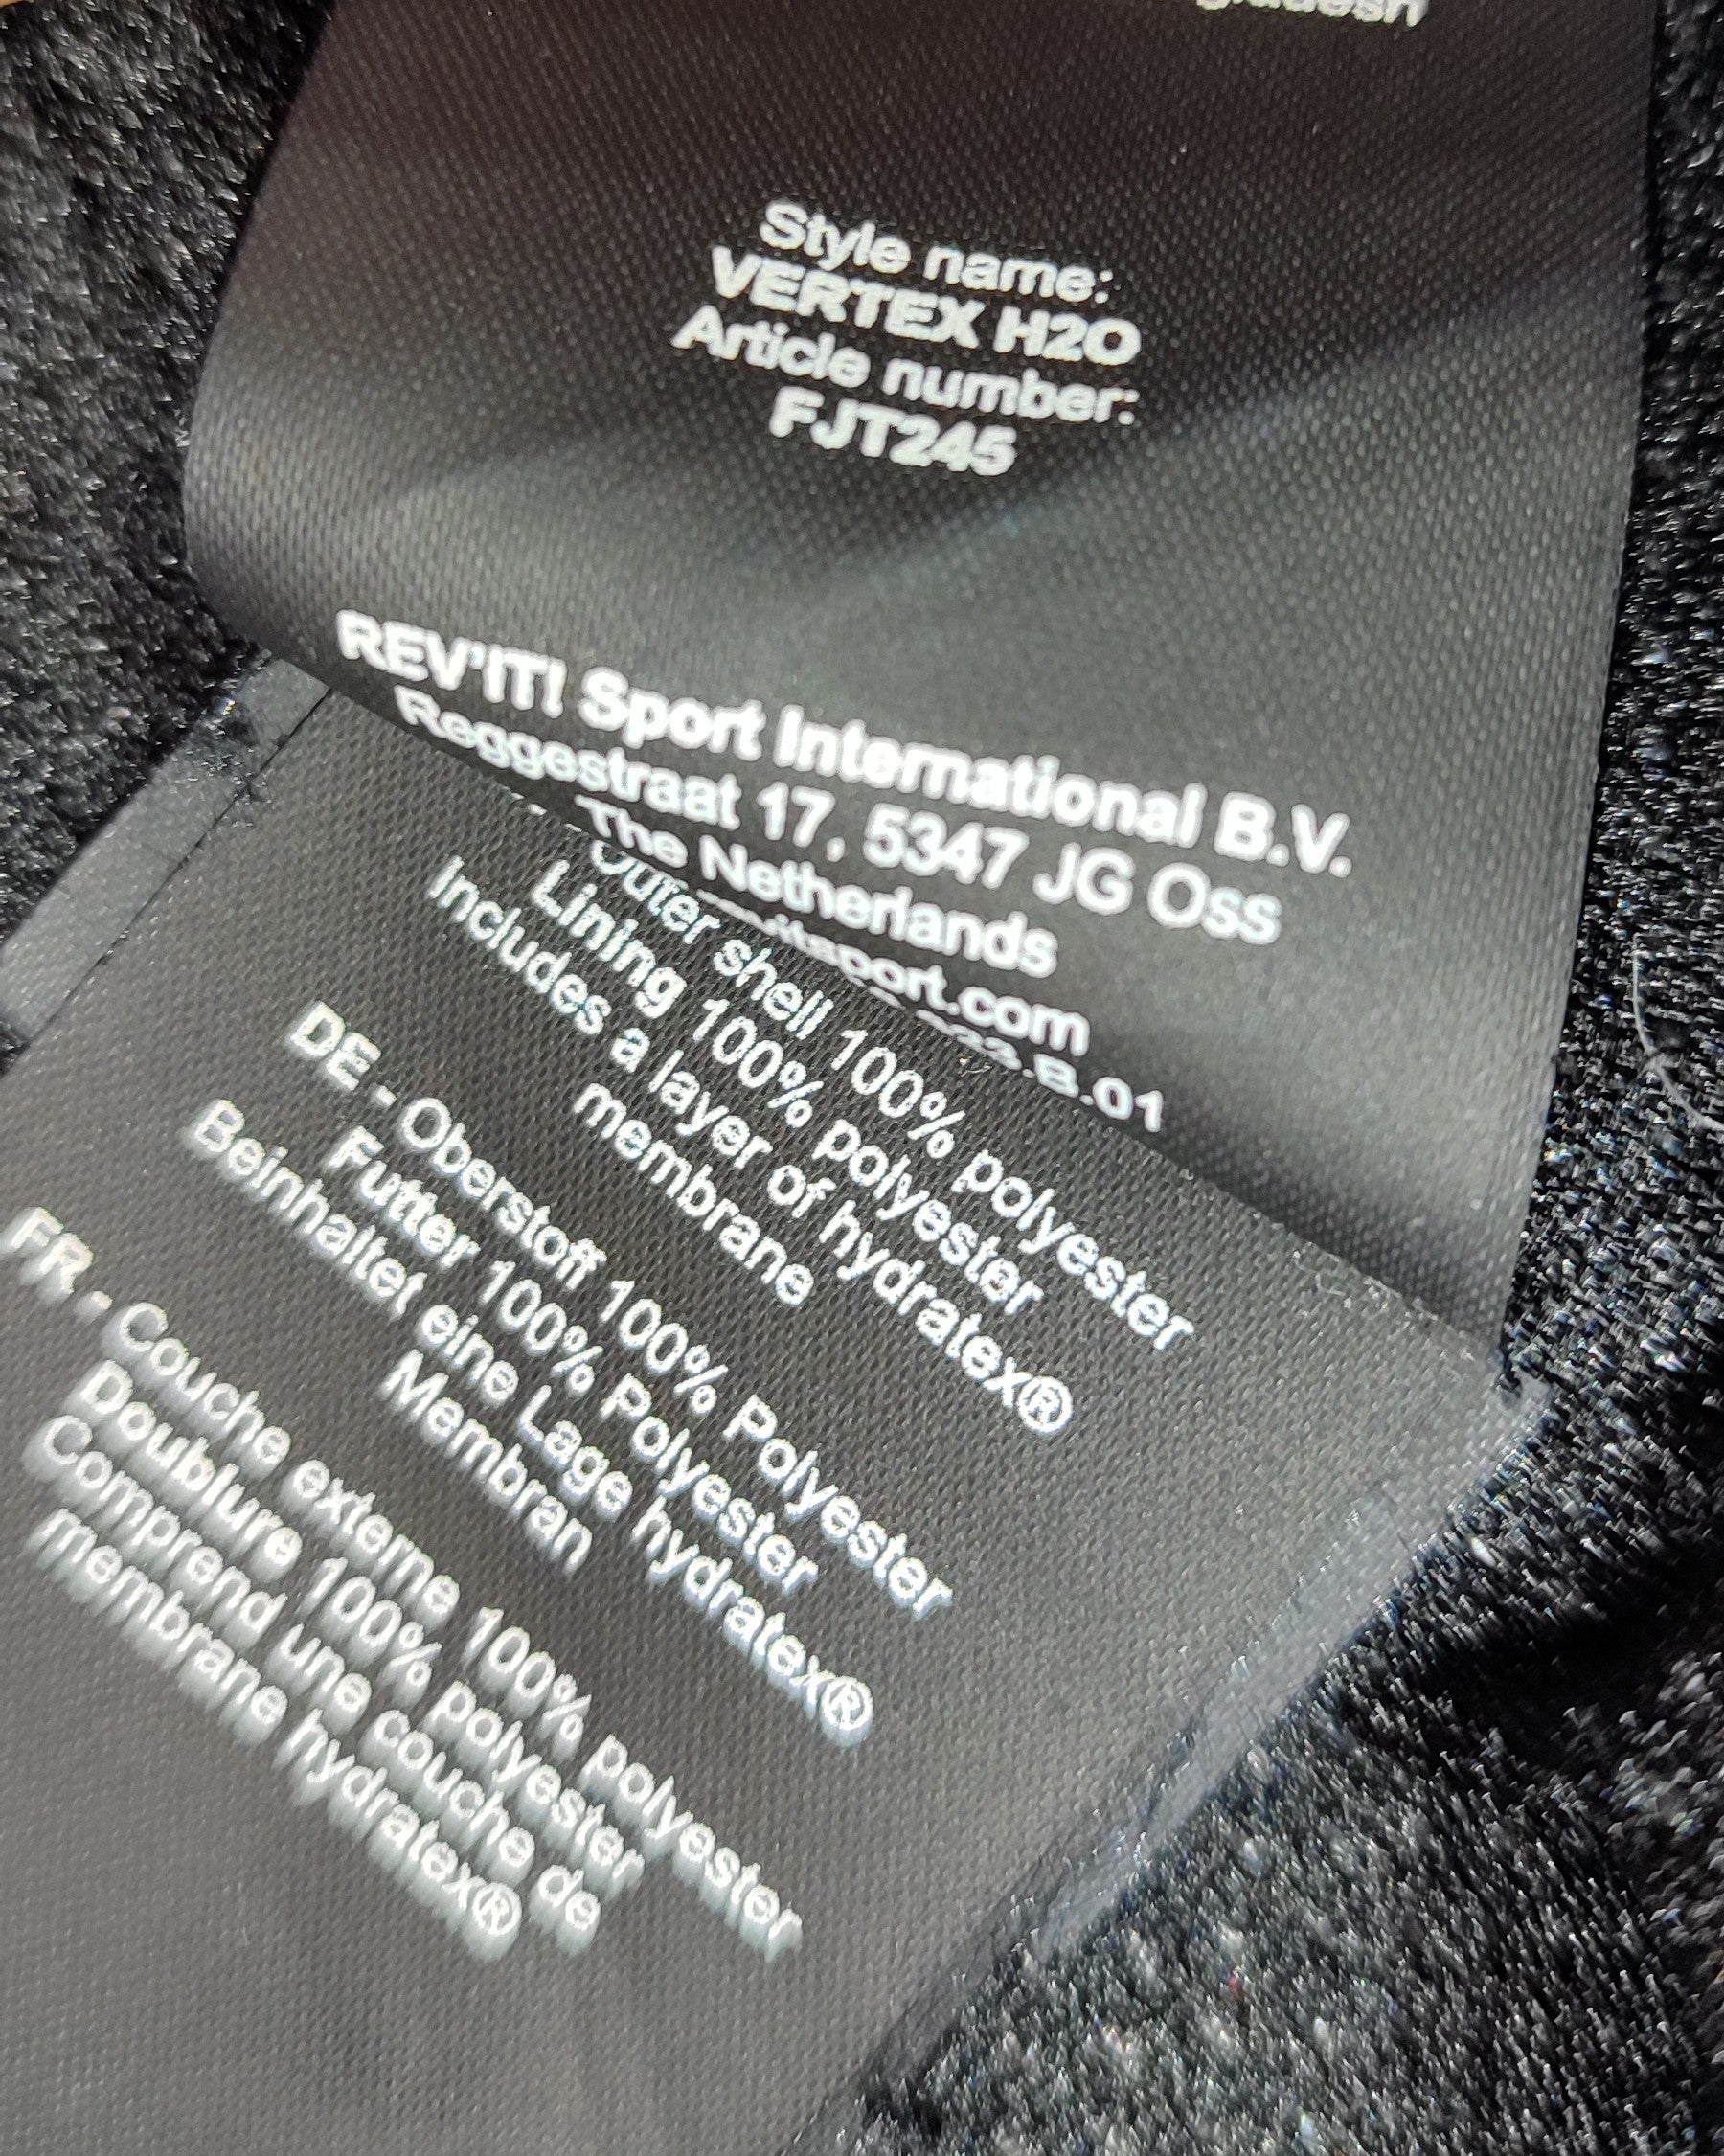 Style name:
VERTEX H2O
Article number:
FJT245
REV'IT! Sport International B.V.
Reggestraat 17, 5347 JG Oss
The Netherlands
Outer shell 100% polyester
Lining 100% polyester
Includes a layer of hydratex®
membrane
DE - Oberstoff 100% Polyester
Futter 100% Polyester
Beinhaltet eine Lage hydratex®
Membran
FR - Couche externe 100% polyester
Doublure 100% polyester
Comprend une couche de
membrane hydratex®